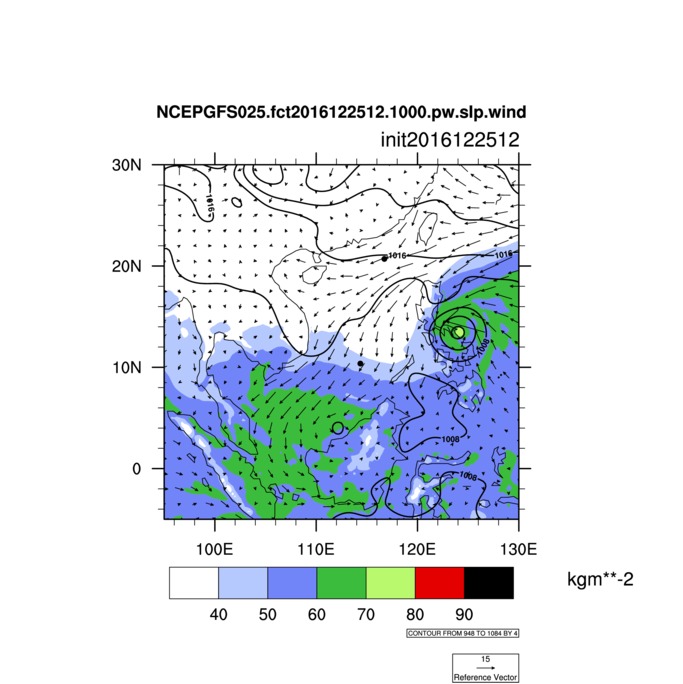 NCEPGFS025.fct2016122512.1000.pw.slp.wind
init2016122512
30N
1016
1016
1016
20N
1008
10N
1008
1008
0
100E
110E
120E
130E
kgm**-2
40
50
60
70
80
90
CONTOUR FROM 948 TO 1084 BY 4
15
Reference Vector